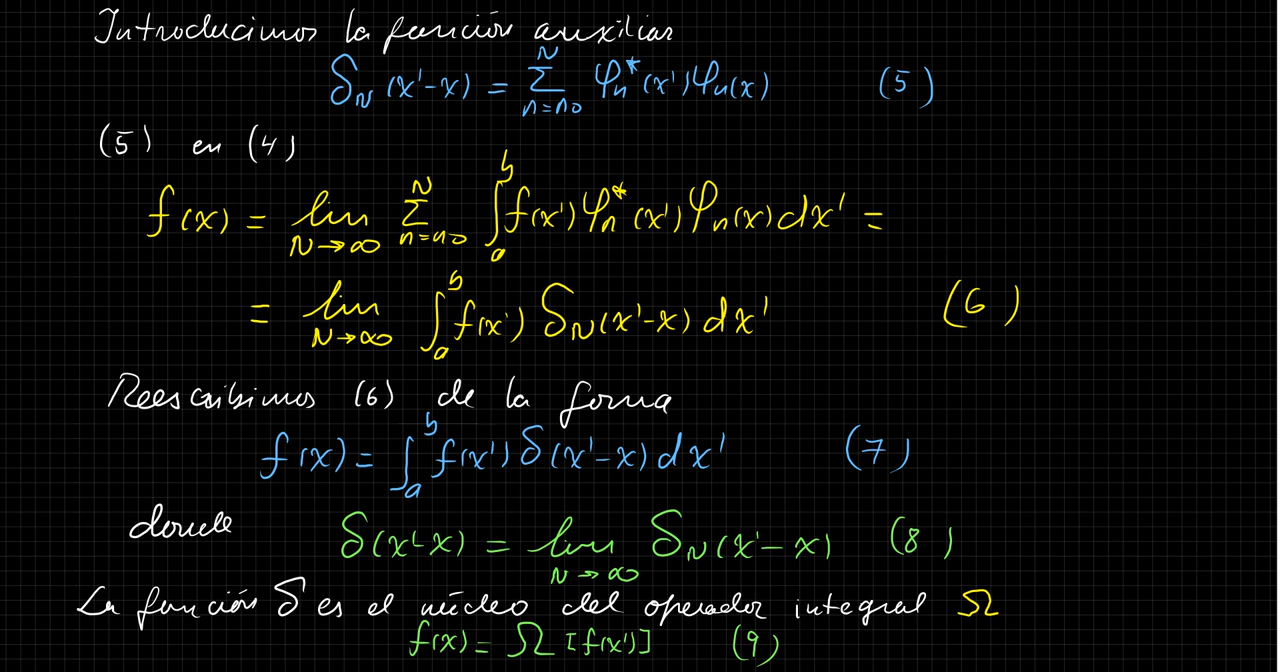 Introducimos la función auxiliar
δ_N (x'-x) = Σ_{n=n0}^{N} φ_n^*(x') φ_n(x) (5)
(5) en (4)
f(x) = lim_{N→∞} Σ_{n=n0}^{N} ∫_a^b f(x') φ_n^*(x') φ_n(x) dx' =
= lim_{N→∞} ∫_a^b f(x') δ_N(x'-x) dx' (6)
Reescribimos (6) de la forma
f(x) = ∫_a^b f(x') δ(x'-x) dx' (7)
donde δ(x'-x) = lim_{N→∞} δ_N(x'-x) (8)
La función δ es el núcleo del operador integral Ω
f(x) = Ω [f(x')] (9)